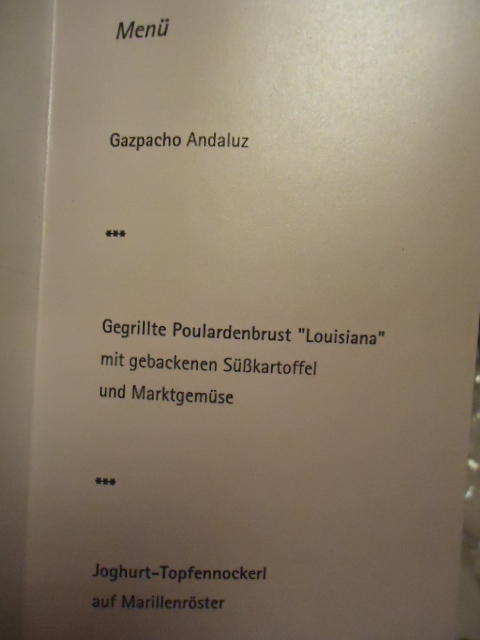 Menü
Gazpacho Andaluz
***
Gegrillte Poulardenbrust "Louisiana"
mit gebackenen Süßkartoffel
und Marktgemüse
***
Joghurt-Topfennockerl
auf Marillenröster